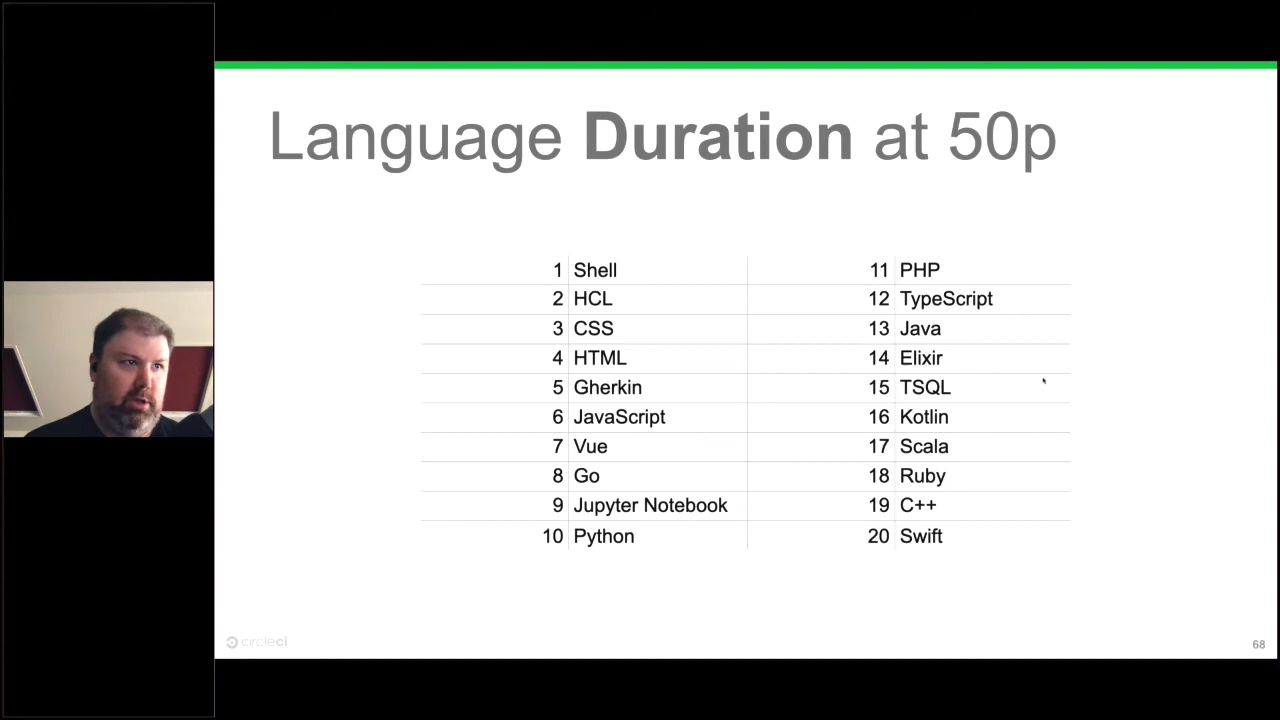 Language Duration at 50p
1 Shell 11 PHP
2 HCL 12 TypeScript
3 CSS 13 Java
4 HTML 14 Elixir
5 Gherkin 15 TSQL
6 JavaScript 16 Kotlin
7 Vue 17 Scala
8 Go 18 Ruby
9 Jupyter Notebook 19 C++
10 Python 20 Swift
circleci 68